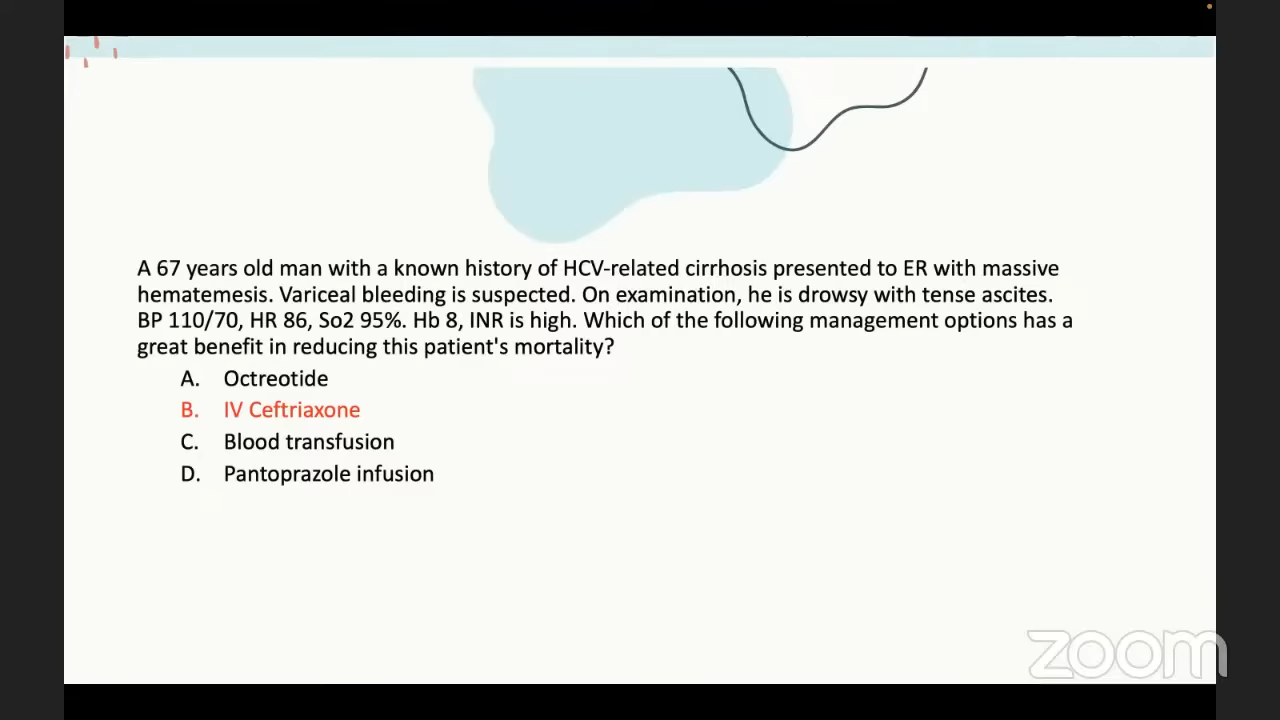 A 67 years old man with a known history of HCV-related cirrhosis presented to ER with massive
hematemesis. Variceal bleeding is suspected. On examination, he is drowsy with tense ascites.
BP 110/70, HR 86, So2 95%. Hb 8, INR is high. Which of the following management options has a
great benefit in reducing this patient's mortality?
A. Octreotide
B. IV Ceftriaxone
C. Blood transfusion
D. Pantoprazole infusion
zoom